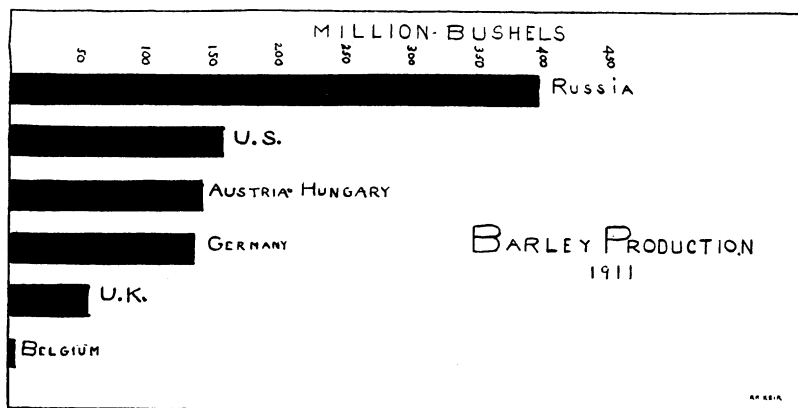 MILLION-BUSHELS
50 100 150 200 250 300 350 400 450
RUSSIA
U.S.
AUSTRIA-HUNGARY
GERMANY
BARLEY PRODUCTION
1911
U.K.
BELGIUM